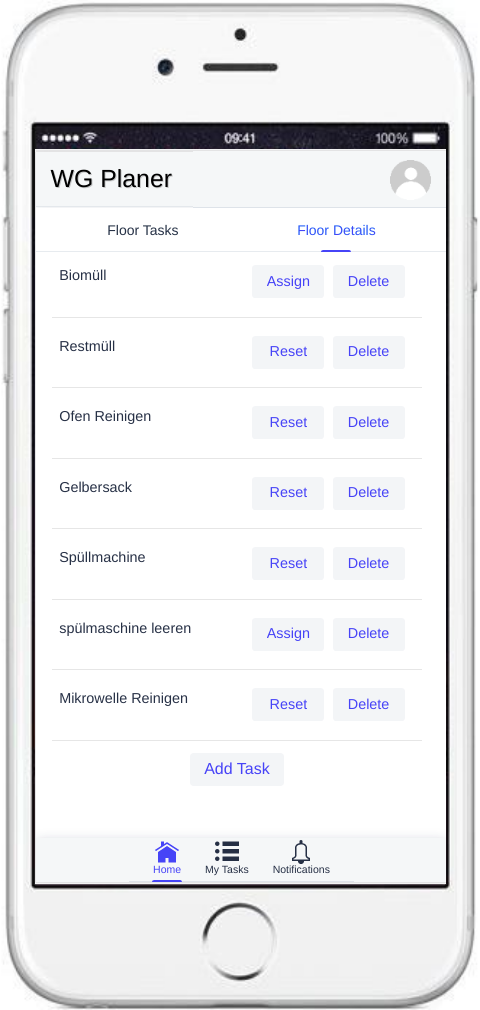 09:41 100%
WG Planer
Floor Tasks Floor Details
Biomüll Assign Delete
Restmüll Reset Delete
Ofen Reinigen Reset Delete
Gelbersack Reset Delete
Spüllmachine Reset Delete
spülmaschine leeren Assign Delete
Mikrowelle Reinigen Reset Delete
Add Task
Home My Tasks Notifications